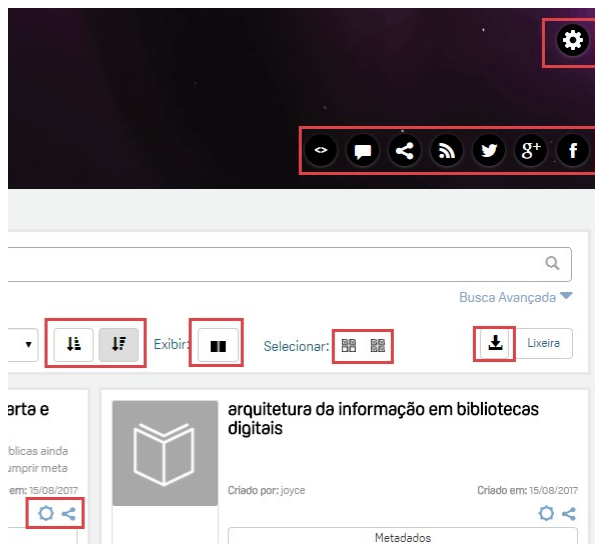 g+
f
Busca Avançada
Exibir:
Selecionar:
Lixeira
arta e
blicas ainda
umprir meta
em: 15/08/2017
arquitetura da informação em bibliotecas
digitais
Criado por: joyce
Criado em: 15/08/2017
Metadados